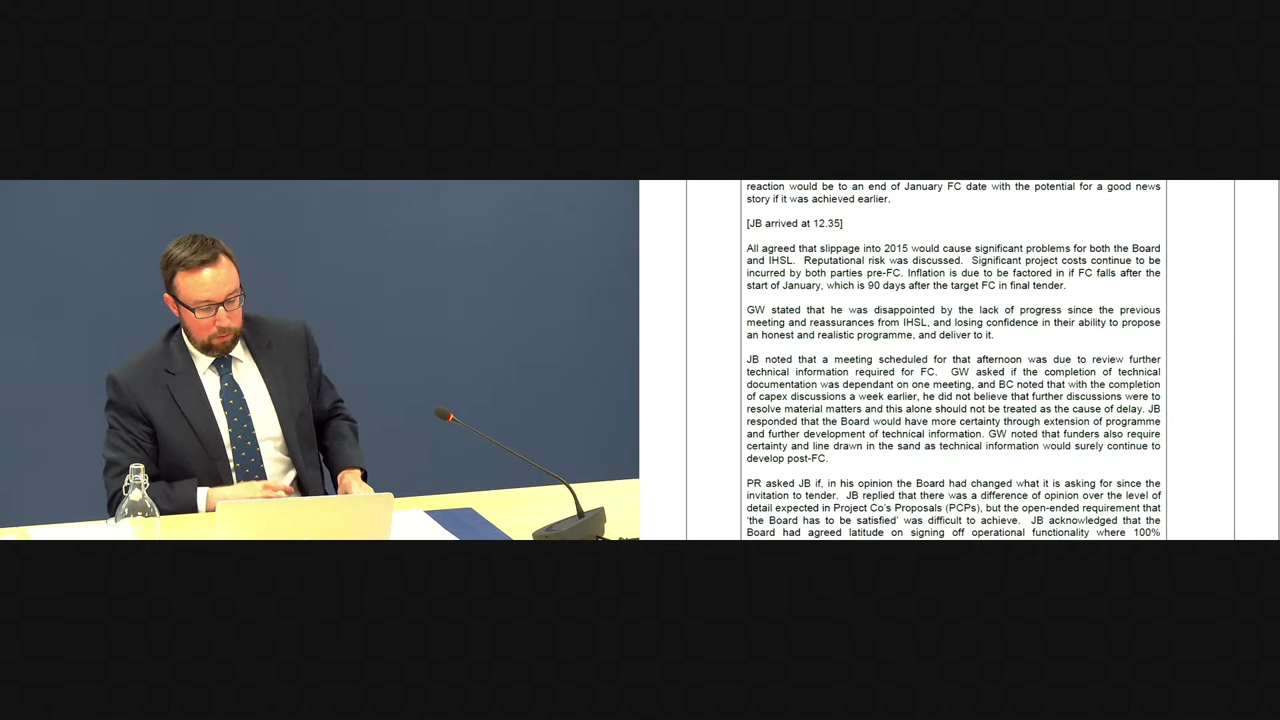 reaction would be to an end of January FC date with the potential for a good news
story if it was achieved earlier.
[JB arrived at 12.35]
All agreed that slippage into 2015 would cause significant problems for both the Board
and IHSL. Reputational risk was discussed. Significant project costs continue to be
incurred by both parties pre-FC. Inflation is due to be factored in if FC falls after the
start of January, which is 90 days after the target FC in final tender.
GW stated that he was disappointed by the lack of progress since the previous
meeting and reassurances from IHSL, and losing confidence in their ability to propose
an honest and realistic programme, and deliver to it.
JB noted that a meeting scheduled for that afternoon was due to review further
technical information required for FC. GW asked if the completion of technical
documentation was dependant on one meeting, and BC noted that with the completion
of capex discussions a week earlier, he did not believe that further discussions were to
resolve material matters and this alone should not be treated as the cause of delay. JB
responded that the Board would have more certainty through extension of programme
and further development of technical information. GW noted that funders also require
certainty and line drawn in the sand as technical information would surely continue to
develop post-FC.
PR asked JB if, in his opinion the Board had changed what it is asking for since the
invitation to tender. JB replied that there was a difference of opinion over the level of
detail expected in Project Co's Proposals (PCPs), but the open-ended requirement that
'the Board has to be satisfied' was difficult to achieve. JB acknowledged that the
Board had agreed latitude on signing off operational functionality where 100%